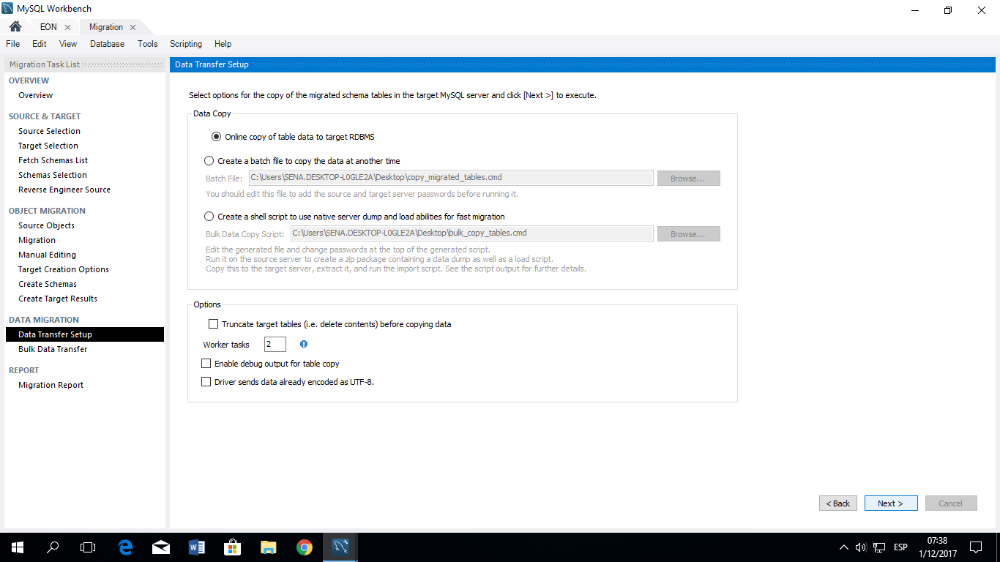 MySQL Workbench
EON
Migration
File Edit View Database Tools Scripting Help
Migration Task List
OVERVIEW
Overview
SOURCE & TARGET
Source Selection
Target Selection
Fetch Schemas List
Schemas Selection
Reverse Engineer Source
OBJECT MIGRATION
Source Objects
Migration
Manual Editing
Target Creation Options
Create Schemas
Create Target Results
DATA MIGRATION
Data Transfer Setup
Bulk Data Transfer
REPORT
Migration Report
Data Transfer Setup
Select options for the copy of the migrated schema tables in the target MySQL server and click [Next >] to execute.
Data Copy
Online copy of table data to target RDBMS
Create a batch file to copy the data at another time
Batch File: C:\Users\SENA.DESKTOP-L0GLE2A\Desktop\copy_migrated_tables.cmd Browse...
You should edit this file to add the source and target server passwords before running it.
Create a shell script to use native server dump and load abilities for fast migration
Bulk Data Copy Script: C:\Users\SENA.DESKTOP-L0GLE2A\Desktop\bulk_copy_tables.cmd Browse...
Edit the generated file and change passwords at the top of the generated script.
Run it on the source server to create a zip package containing a data dump as well as a load script.
Copy this to the target server, extract it, and run the import script. See the script output for further details.
Options
Truncate target tables (i.e. delete contents) before copying data
Worker tasks 2
Enable debug output for table copy
Driver sends data already encoded as UTF-8.
< Back Next > Cancel
ESP
07:38
1/12/2017